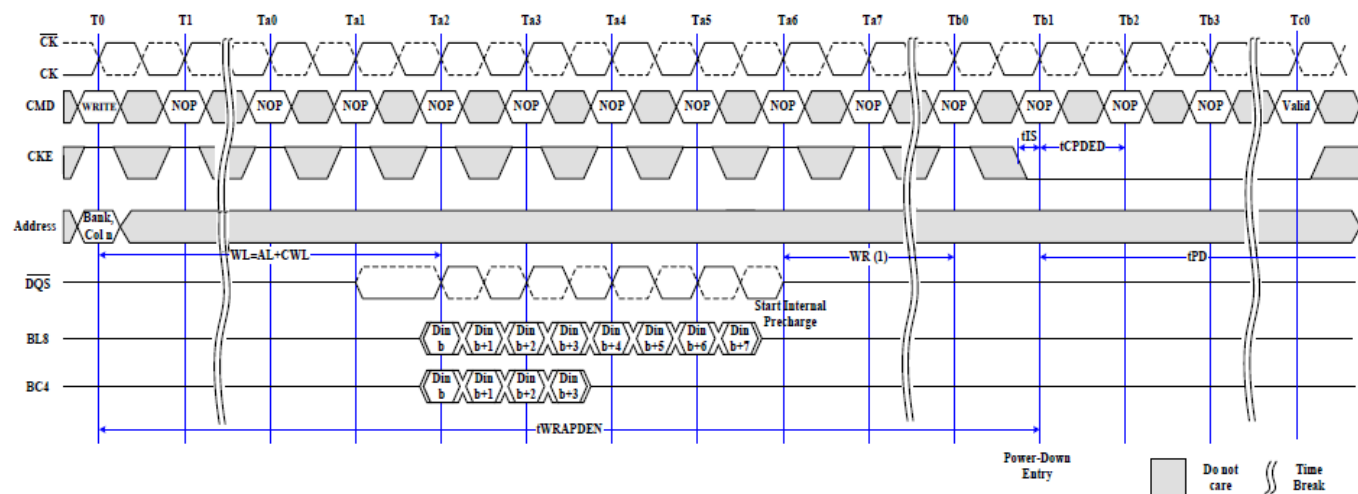 T0 T1 Ta0 Ta1 Ta2 Ta3 Ta4 Ta5 Ta6 Ta7 Tb0 Tb1 Tb2 Tb3 Tc0
CK
CK
CMD WRITE NOP NOP NOP NOP NOP NOP NOP NOP NOP NOP NOP NOP NOP Valid
tIS
CKE tCPDED
Address Bank, Col n
WL=AL+CWL WR (1) tPD
DQS
Start Internal
Precharge
BL8 Din b Din b+1 Din b+2 Din b+3 Din b+4 Din b+5 Din b+6 Din b+7
BC4 Din b Din b+1 Din b+2 Din b+3
tWRAPDEN
Power-Down
Entry
Do not
care
Time
Break